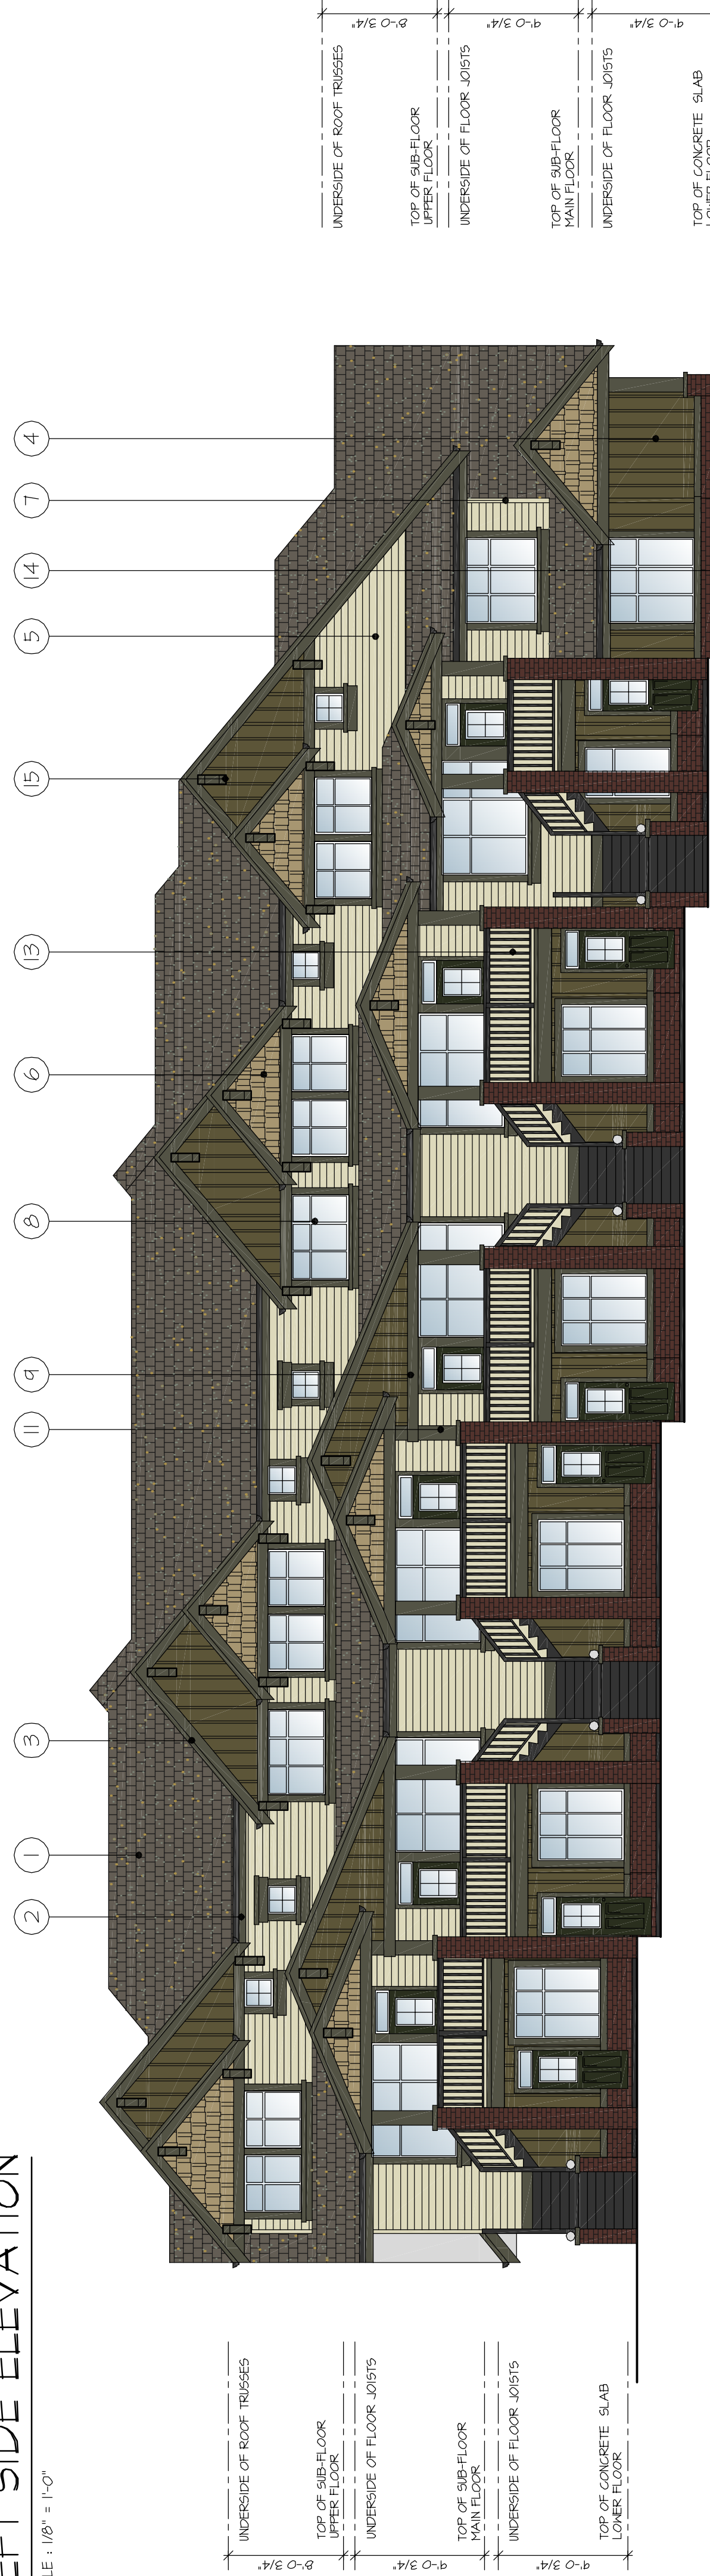 EFT SIDE ELEVATION
LE : 1/8" = 1'-0"
2
1
3
11
9
8
6
13
15
5
14
7
4
UNDERSIDE OF ROOF TRUSSES
8'-0 3/4"
TOP OF SUB-FLOOR
UPPER FLOOR
UNDERSIDE OF FLOOR JOISTS
9'-0 3/4"
TOP OF SUB-FLOOR
MAIN FLOOR
UNDERSIDE OF FLOOR JOISTS
9'-0 3/4"
TOP OF CONCRETE SLAB
LOWER FLOOR
UNDERSIDE OF ROOF TRUSSES
8'-0 3/4"
TOP OF SUB-FLOOR
UPPER FLOOR
UNDERSIDE OF FLOOR JOISTS
9'-0 3/4"
TOP OF SUB-FLOOR
MAIN FLOOR
UNDERSIDE OF FLOOR JOISTS
9'-0 3/4"
TOP OF CONCRETE SLAB
LOWER FLOOR